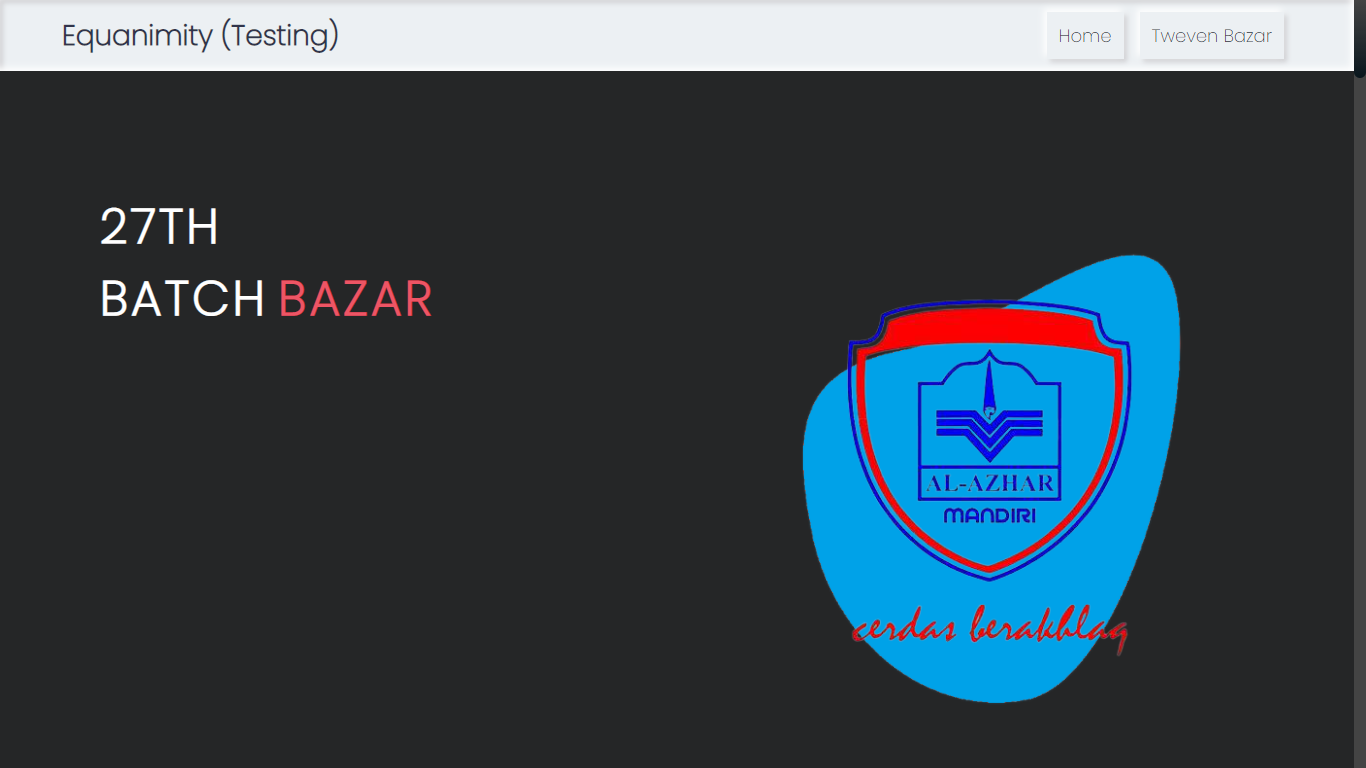 Equanimity (Testing)
Home
Tweven Bazar
27TH
BATCH BAZAR
AL-AZHAR
MANDIRI
cerdas berakhlaq